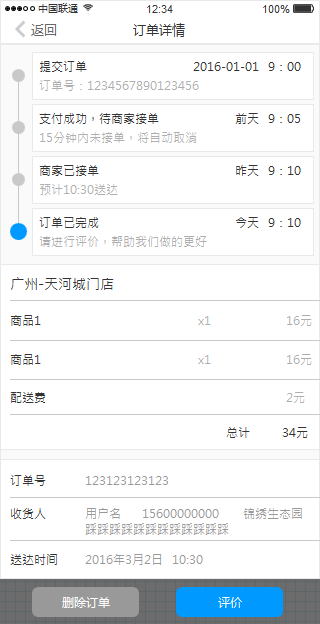 中国联通 12:34 100%
返回 订单详情
提交订单 2016-01-01 9：00
订单号：1234567890123456
支付成功，待商家接单 前天 9：05
15分钟内未接单，将自动取消
商家已接单 昨天 9：10
预计10:30送达
订单已完成 今天 9：10
请进行评价，帮助我们做的更好
广州-天河城门店
商品1 x1 16元
商品1 x1 16元
配送费 2元
总计 34元
订单号 123123123123
收货人 用户名 15600000000 锦绣生态园
踩踩踩踩踩踩踩踩踩踩踩踩
送达时间 2016年3月2日 10:30
删除订单 评价